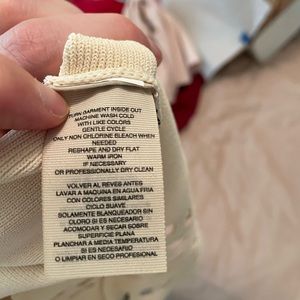 TURN GARMENT INSIDE OUT
MACHINE WASH COLD
WITH LIKE COLORS
GENTLE CYCLE
ONLY NON CHLORINE BLEACH WHEN
NEEDED
RESHAPE AND DRY FLAT
WARM IRON
IF NECESSARY
OR PROFESSIONALLY DRY CLEAN
VOLVER AL REVES ANTES
LAVAR A MAQUINA EN AGUA FRIA
CON COLORES SIMILARES
CICLO SUAVE
SOLAMENTE BLANQUEADOR SIN
CLORO SI ES NECESARIO
ACOMODAR Y SECAR SOBRE
SUPERFICIE PLANA
PLANCHAR A MEDIA TEMPERATURA
SI ES NECESARIO
O LIMPIAR EN SECO PROFESIONAL